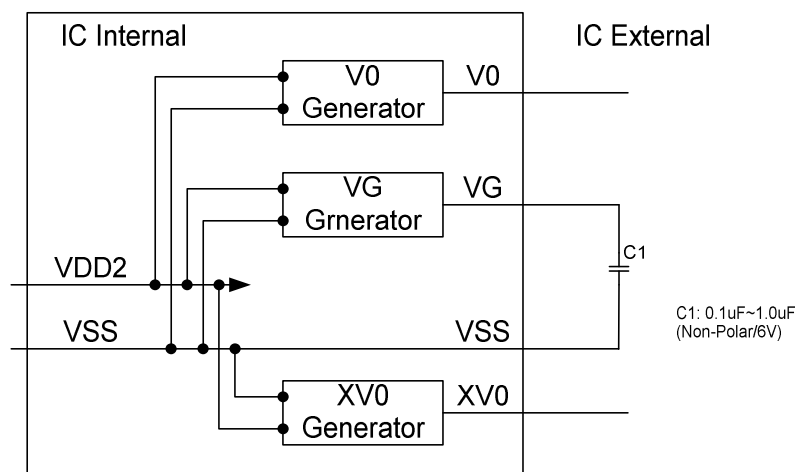 IC Internal
IC External
V0
Generator
V0
VG
Grnerator
VG
VDD2
C1
C1: 0.1uF~1.0uF
(Non-Polar/6V)
VSS
VSS
XV0
Generator
XV0